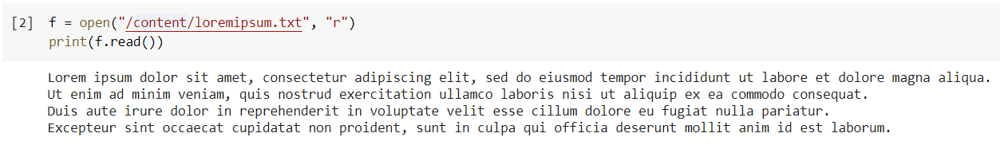 [2] f = open("/content/loremipsum.txt", "r")
print(f.read())
Lorem ipsum dolor sit amet, consectetur adipiscing elit, sed do eiusmod tempor incididunt ut labore et dolore magna aliqua.
Ut enim ad minim veniam, quis nostrud exercitation ullamco laboris nisi ut aliquip ex ea commodo consequat.
Duis aute irure dolor in reprehenderit in voluptate velit esse cillum dolore eu fugiat nulla pariatur.
Excepteur sint occaecat cupidatat non proident, sunt in culpa qui officia deserunt mollit anim id est laborum.